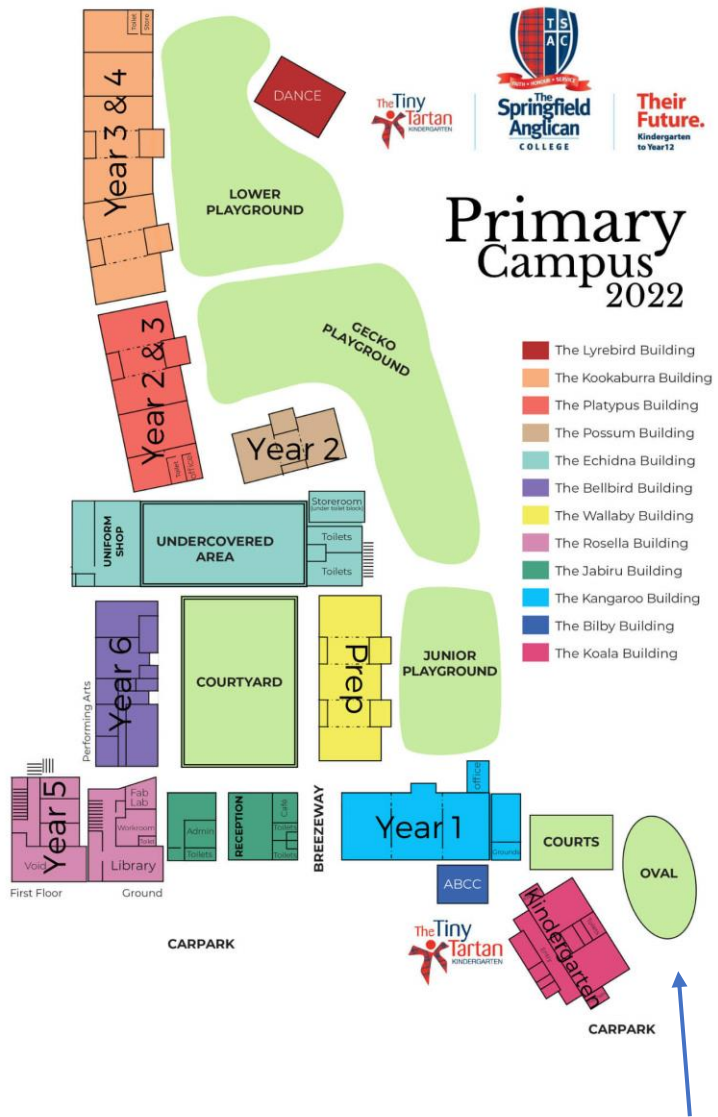 Toilet
Store
Year 3 & 4
DANCE
The Tiny
Tartan
KINDERGARTEN
T S
A C
FAITH · HONOUR · SERVICE
The
Springfield
Anglican
COLLEGE
Their
Future.
Kindergarten
to Year12
LOWER
PLAYGROUND
Primary
Campus
2022
GECKO
PLAYGROUND
Year 2 & 3
Toilet
office
Year 2
The Lyrebird Building
The Kookaburra Building
The Platypus Building
The Possum Building
The Echidna Building
The Bellbird Building
The Wallaby Building
The Rosella Building
The Jabiru Building
The Kangaroo Building
The Bilby Building
The Koala Building
UNIFORM
SHOP
UNDERCOVERED
AREA
Storeroom
(under toilet block)
Toilets
Toilets
Performing Arts
Year 6
COURTYARD
Prep
JUNIOR
PLAYGROUND
Year 5
Void
First Floor
Fab
Lab
Workroom
Toilet
Library
Ground
Admin
Toilets
RECEPTION
Cafe
Toilets
Toilets
BREEZEWAY
Year 1
office
Grounds
COURTS
OVAL
ABCC
The Tiny
Tartan
KINDERGARTEN
Kindergarten
CARPARK
CARPARK